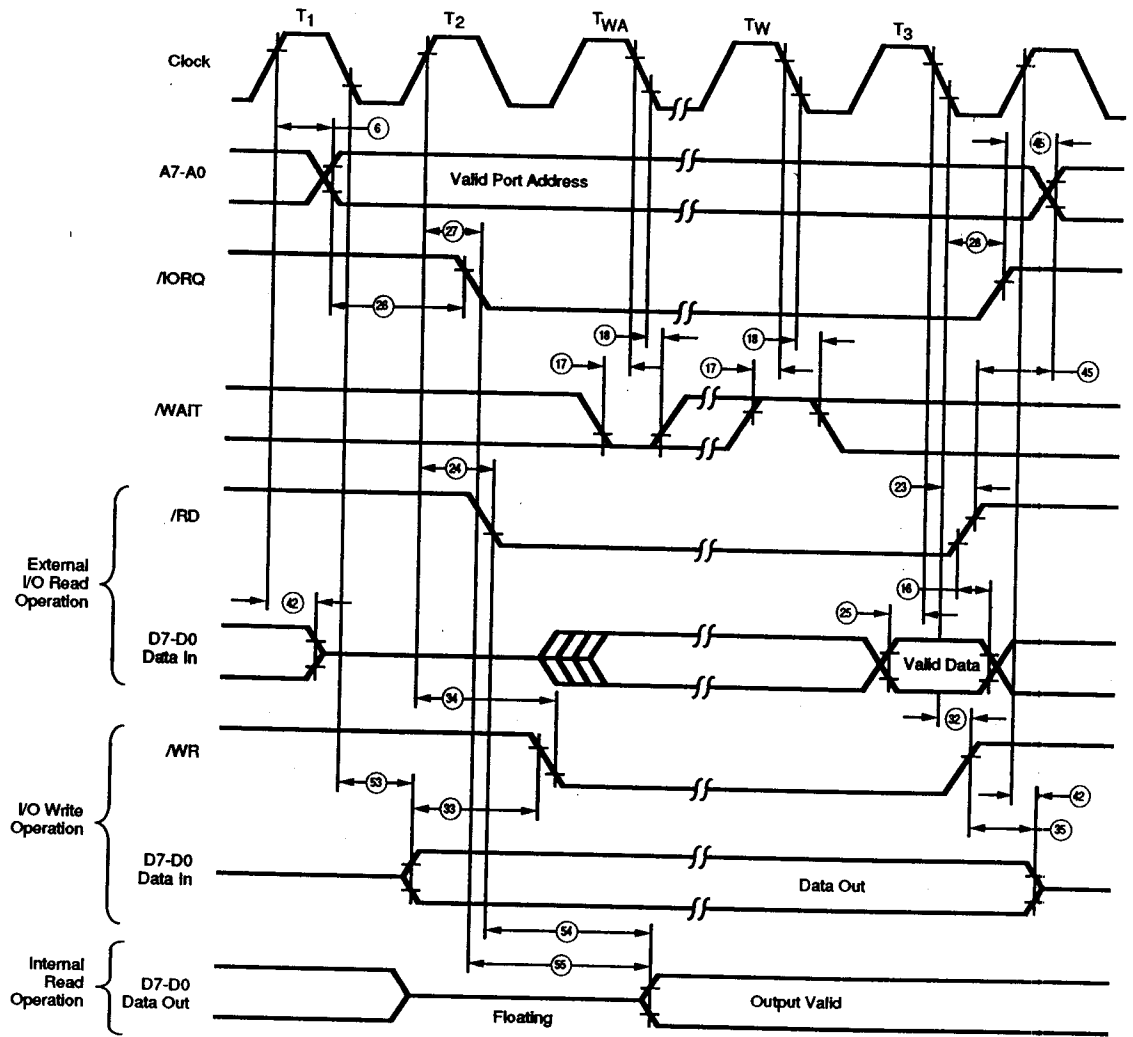 T1 T2 TWA TW T3
Clock
6
45
A7-A0
Valid Port Address
27
28
/IORQ
26
18
18
17
17
45
/WAIT
24
23
/RD
External
I/O Read
Operation
16
42
25
D7-D0
Data In
Valid Data
34
32
/WR
I/O Write
Operation
53
33
42
35
D7-D0
Data In
Data Out
54
55
Internal
Read
Operation
D7-D0
Data Out
Output Valid
Floating